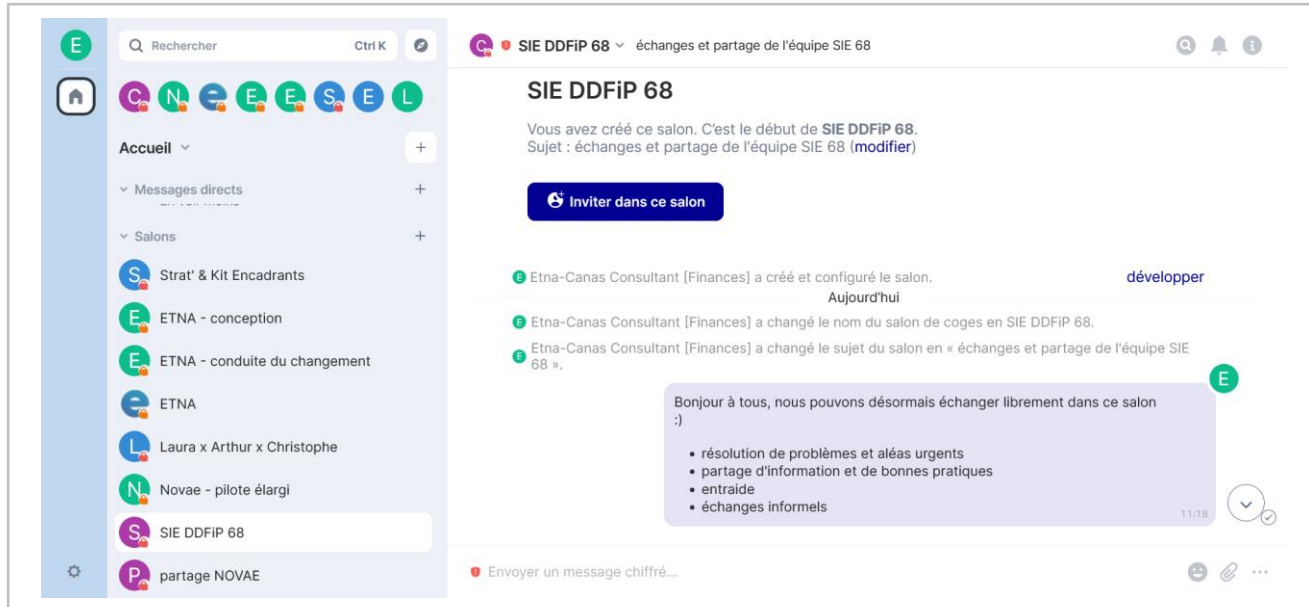 E
Rechercher
Ctrl K
C N e E E S E L
Accueil
Messages directs
Salons
S Strat' & Kit Encadrants
E ETNA - conception
E ETNA - conduite du changement
e ETNA
L Laura x Arthur x Christophe
N Novae - pilote élargi
S SIE DDFiP 68
P partage NOVAE
C SIE DDFiP 68 échanges et partage de l'équipe SIE 68
SIE DDFiP 68
Vous avez créé ce salon. C'est le début de SIE DDFiP 68.
Sujet : échanges et partage de l'équipe SIE 68 (modifier)
Inviter dans ce salon
E Etna-Canas Consultant [Finances] a créé et configuré le salon.
développer
Aujourd'hui
E Etna-Canas Consultant [Finances] a changé le nom du salon de coges en SIE DDFiP 68.
E Etna-Canas Consultant [Finances] a changé le sujet du salon en « échanges et partage de l'équipe SIE
68 ».
E
Bonjour à tous, nous pouvons désormais échanger librement dans ce salon
:)
• résolution de problèmes et aléas urgents
• partage d'information et de bonnes pratiques
• entraide
• échanges informels
11:18
Envoyer un message chiffré...